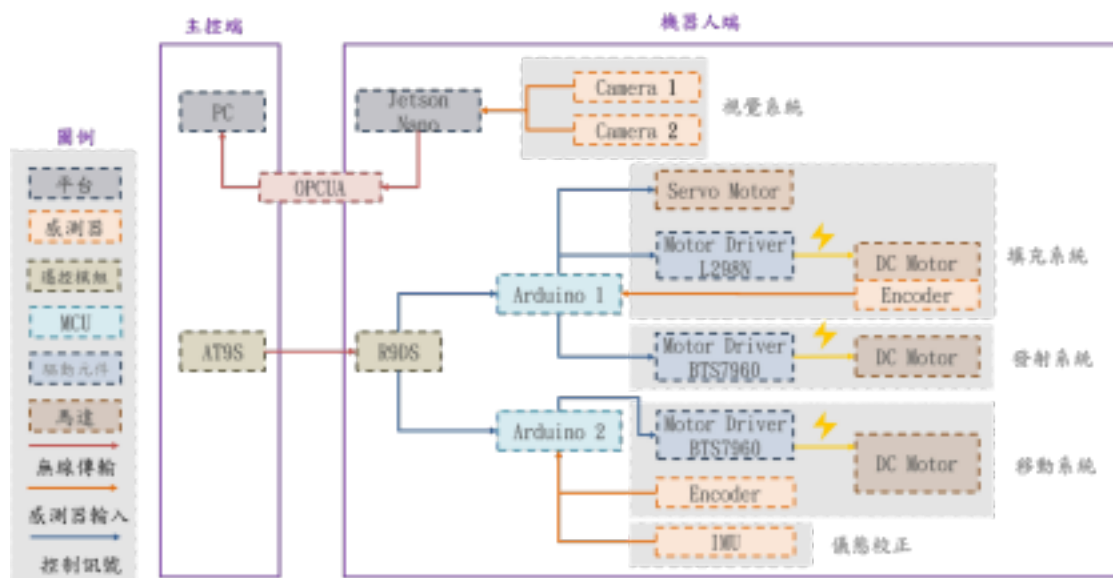 主控端
機器人端
PC
Jetson
Nano
Camera 1
Camera 2
視覺系統
圖例
平台
感測器
遙控模組
MCU
驅動元件
馬達
無線傳輸
感測器輸入
控制訊號
OPCUA
Servo Motor
Motor Driver
L298N
DC Motor
Encoder
填充系統
Arduino 1
AT9S
R9DS
Motor Driver
BTS7960
DC Motor
發射系統
Arduino 2
Motor Driver
BTS7960
DC Motor
移動系統
Encoder
IMU
儀態校正